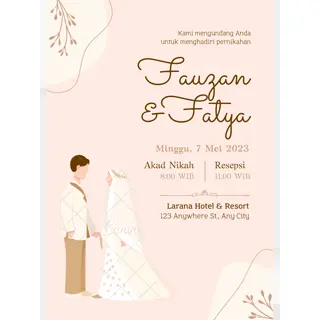 Kami mengundang Anda
untuk menghadiri pernikahan
Fauzan
& Fatya
Minggu, 7 Mei 2023
Akad Nikah
8:00 WIB
Resepsi
11:00 WIB
Larana Hotel & Resort
123 Anywhere St, Any City